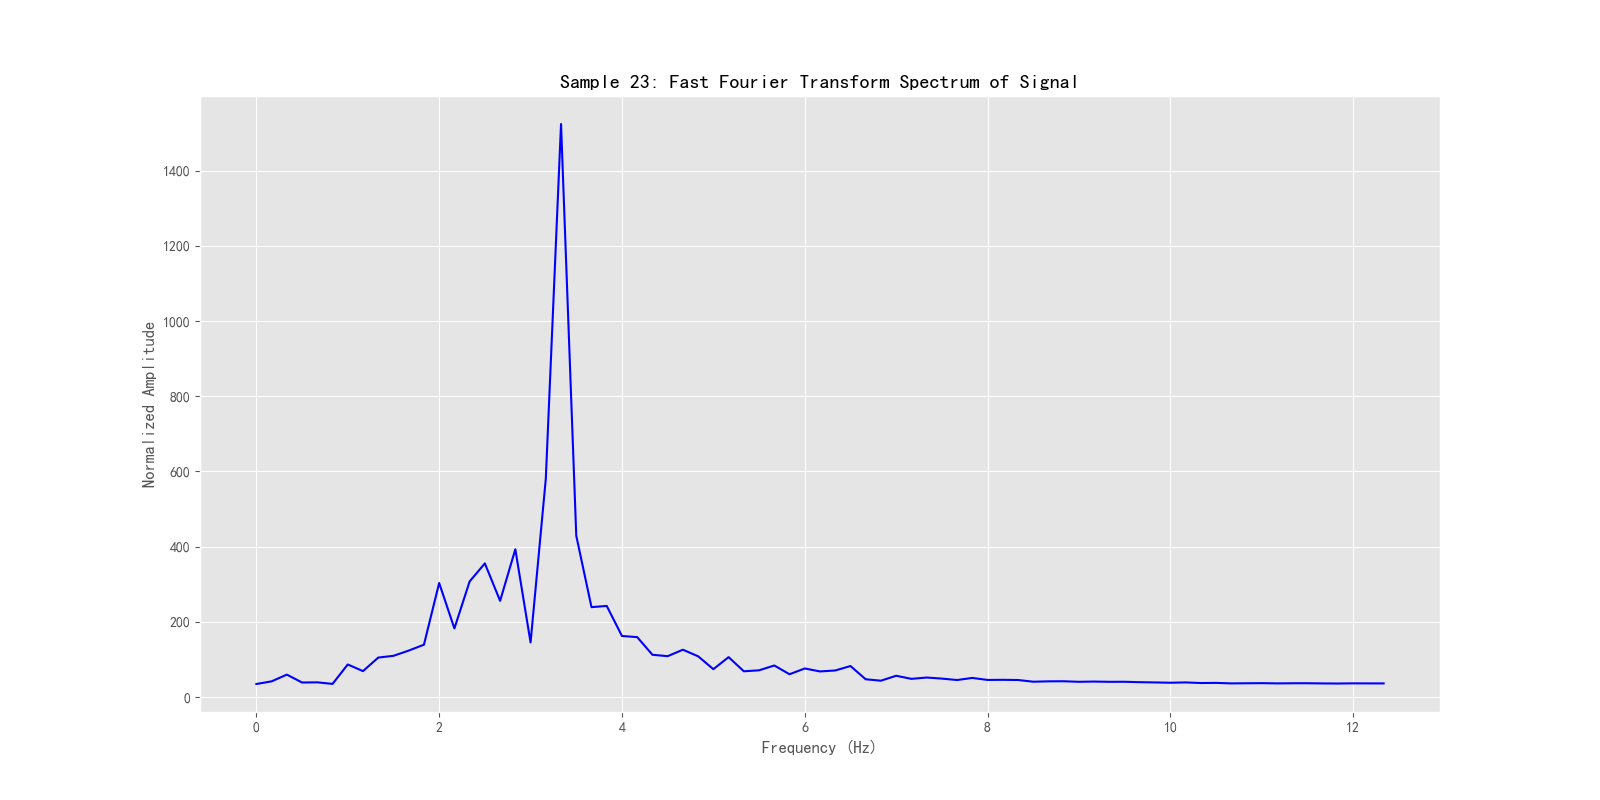 Sample 23: Fast Fourier Transform Spectrum of Signal
1400
1200
1000
800
600
400
200
0
Normalized Amplitude
0 2 4 6 8 10 12
Frequency (Hz)